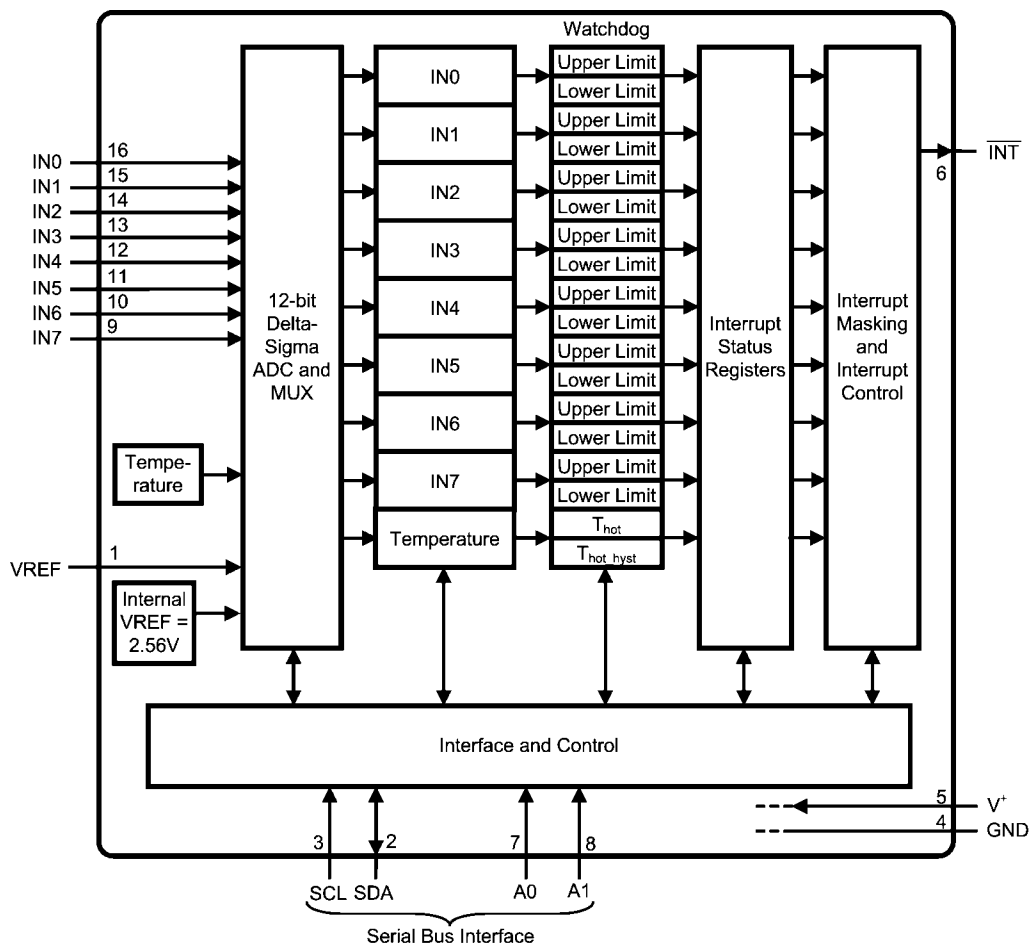 Watchdog
IN0
IN1
IN2
IN3
IN4
IN5
IN6
IN7
16
15
14
13
12
11
10
9
Tempe-
rature
VREF
1
Internal
VREF =
2.56V
12-bit
Delta-
Sigma
ADC and
MUX
IN0
IN1
IN2
IN3
IN4
IN5
IN6
IN7
Temperature
Upper Limit
Lower Limit
Upper Limit
Lower Limit
Upper Limit
Lower Limit
Upper Limit
Lower Limit
Upper Limit
Lower Limit
Upper Limit
Lower Limit
Upper Limit
Lower Limit
Upper Limit
Lower Limit
Thot
Thot_hyst
Interrupt
Status
Registers
Interrupt
Masking
and
Interrupt
Control
INT
6
Interface and Control
5
V+
4
GND
3
2
7
8
SCL
SDA
A0
A1
Serial Bus Interface